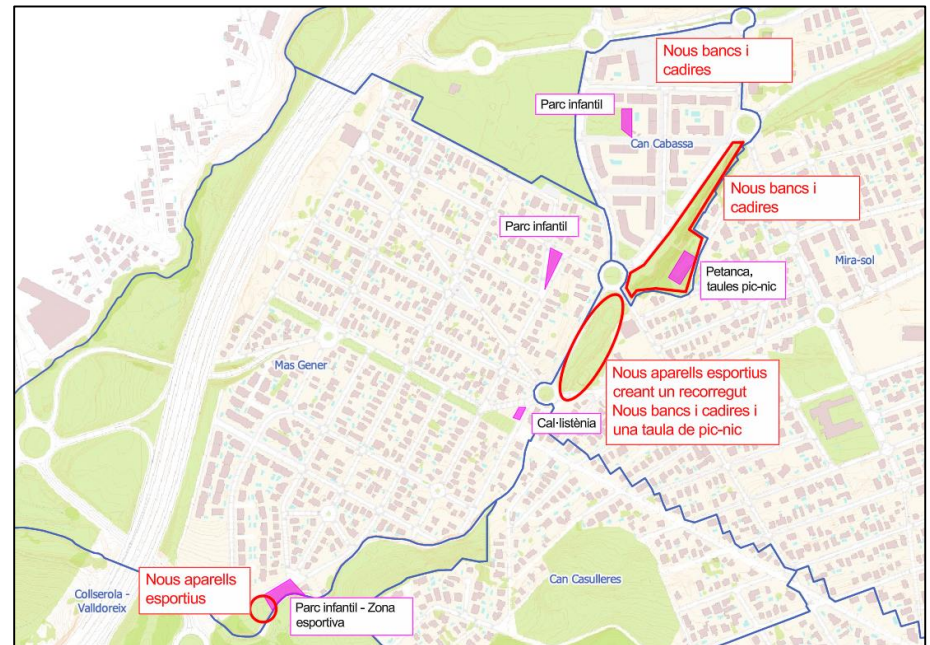 Nous bancs i
cadires
Parc infantil
Can Cabassa
Nous bancs i
cadires
Parc infantil
Mira-sol
Petanca,
taules pic-nic
Mas Gener
Nous aparells esportius
creant un recorregut
Nous bancs i cadires i
una taula de pic-nic
Cal·listènia
Nous aparells
esportius
Collserola -
Valldoreix
Can Casulleres
Parc infantil - Zona
esportiva